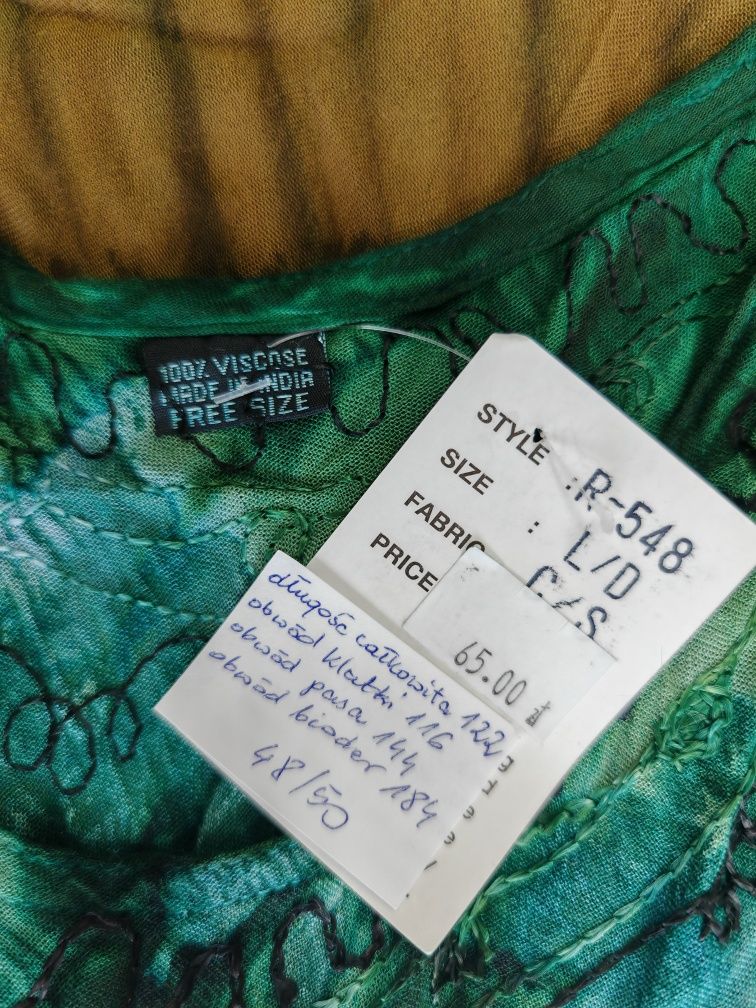 100% VISCOSE
MADE IN INDIA
FREE SIZE
STYLE : R-548
SIZE : L/D
FABRIC C/S
PRICE
65.00 zł
długość całkowita 122
obwód klatki 116
obwód pasa 144
obwód bioder 184
48/50